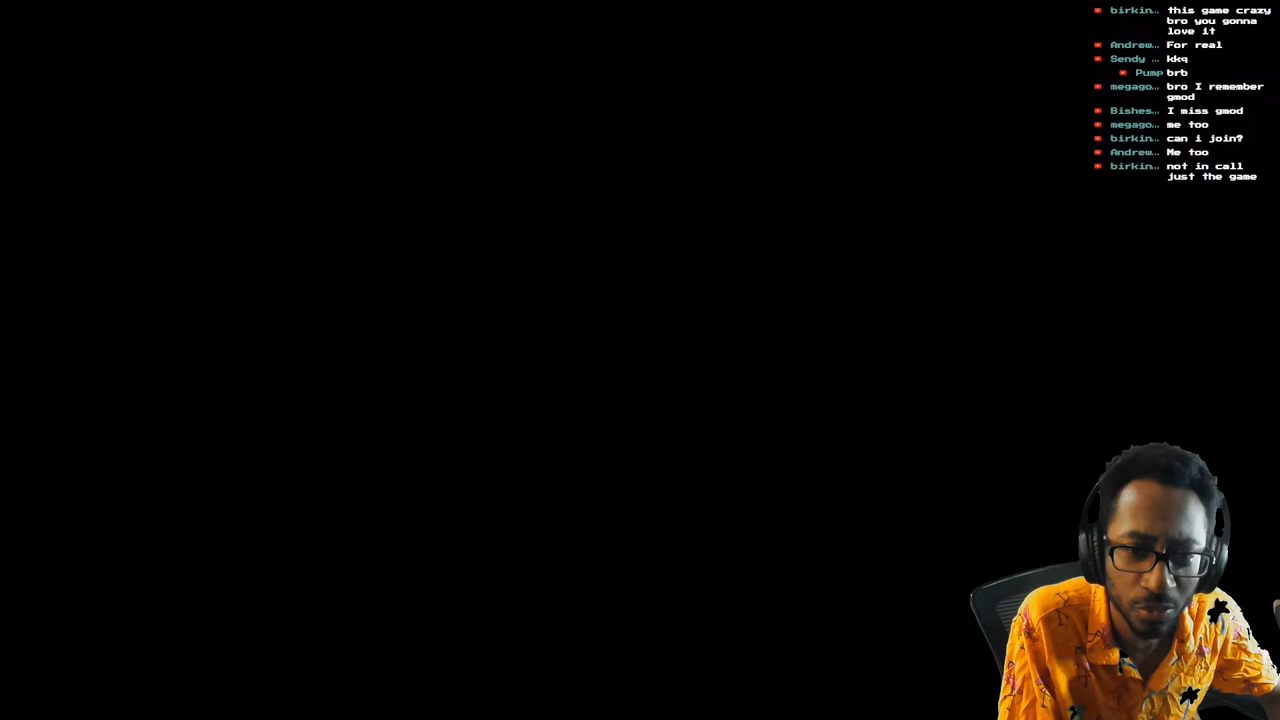 birkin… this game crazy
bro you gonna
love it
Andrew… For real
Sendy … kkq
Pump brb
megago… bro I remember
gmod
Bishes… I miss gmod
megago… me too
birkin… can i join?
Andrew… Me too
birkin… not in call
just the game